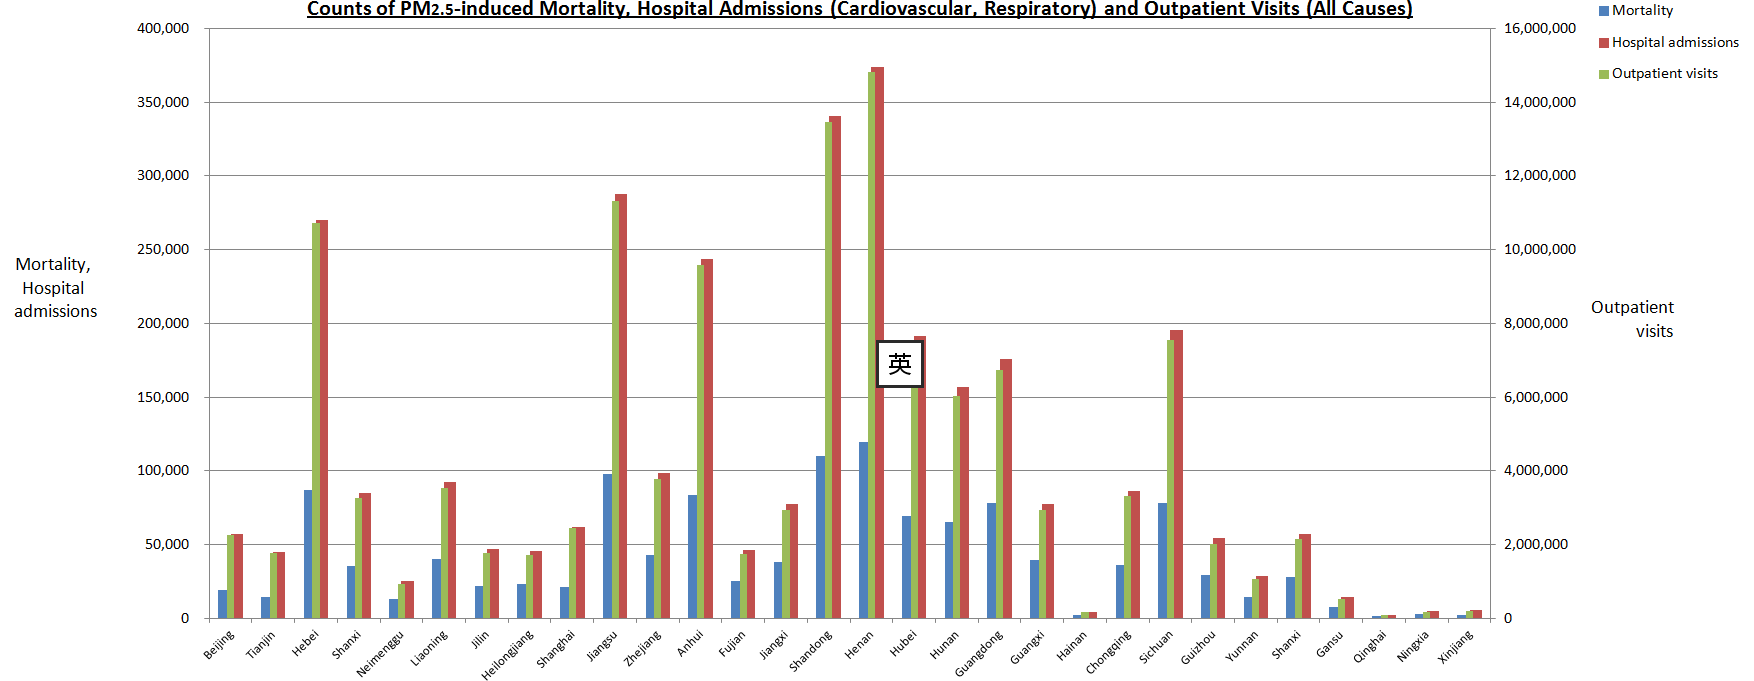 Counts of PM2.5-induced Mortality, Hospital Admissions (Cardiovascular, Respiratory) and Outpatient Visits (All Causes)
Mortality
Hospital admissions
Outpatient visits
400,000
350,000
300,000
250,000
200,000
150,000
100,000
50,000
0
Mortality,
Hospital
admissions
英
16,000,000
14,000,000
12,000,000
10,000,000
8,000,000
6,000,000
4,000,000
2,000,000
0
Outpatient
visits
Beijing
Tianjin
Hebei
Shanxi
Neimenggu
Liaoning
Jilin
Heilongjiang
Shanghai
Jiangsu
Zhejiang
Anhui
Fujian
Jiangxi
Shandong
Henan
Hubei
Hunan
Guangdong
Guangxi
Hainan
Chongqing
Sichuan
Guizhou
Yunnan
Shanxi
Gansu
Qinghai
Ningxia
Xinjiang